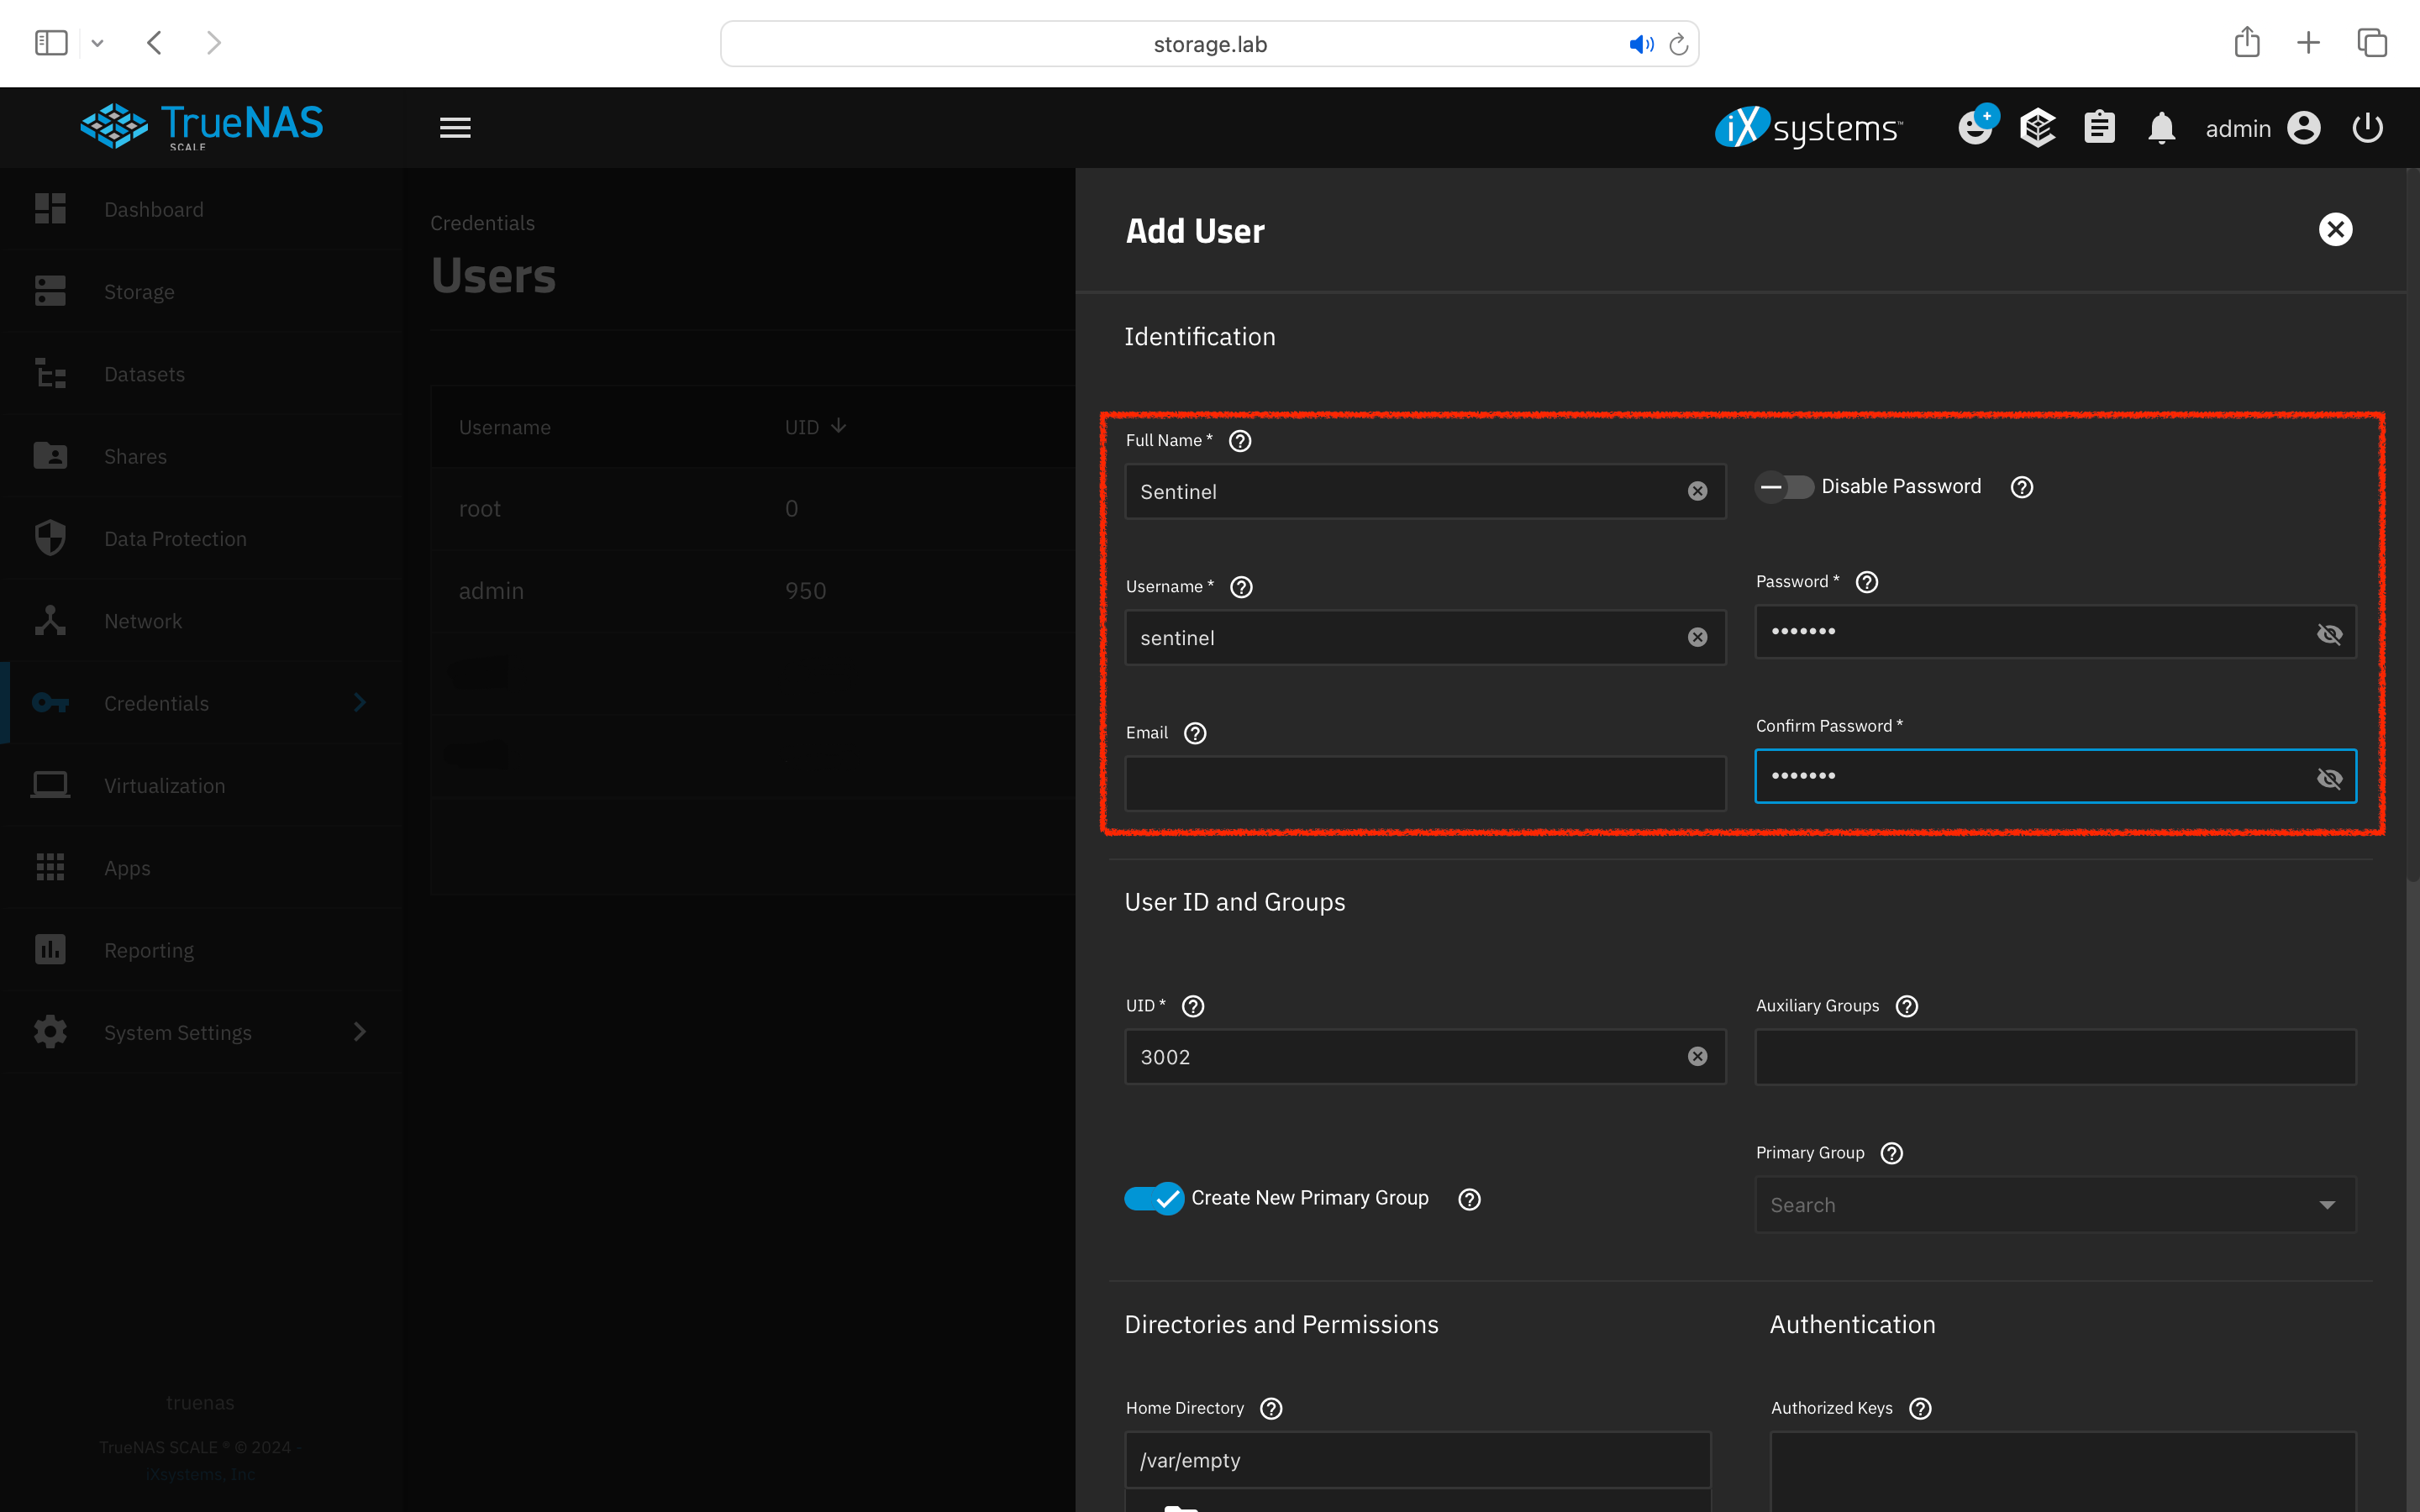 storage.lab
TrueNAS
SCALE
iXsystems™
admin
Dashboard
Storage
Datasets
Shares
Data Protection
Network
Credentials
Virtualization
Apps
Reporting
System Settings
truenas
TrueNAS SCALE ® © 2024 -
iXsystems, Inc
Credentials
Users
Username UID
root 0
admin 950
Add User
Identification
Full Name *
Sentinel
Disable Password
Username *
sentinel
Password *
•••••••
Email
Confirm Password *
•••••••
User ID and Groups
UID *
3002
Auxiliary Groups
Create New Primary Group
Primary Group
Search
Directories and Permissions
Home Directory
/var/empty
Authentication
Authorized Keys